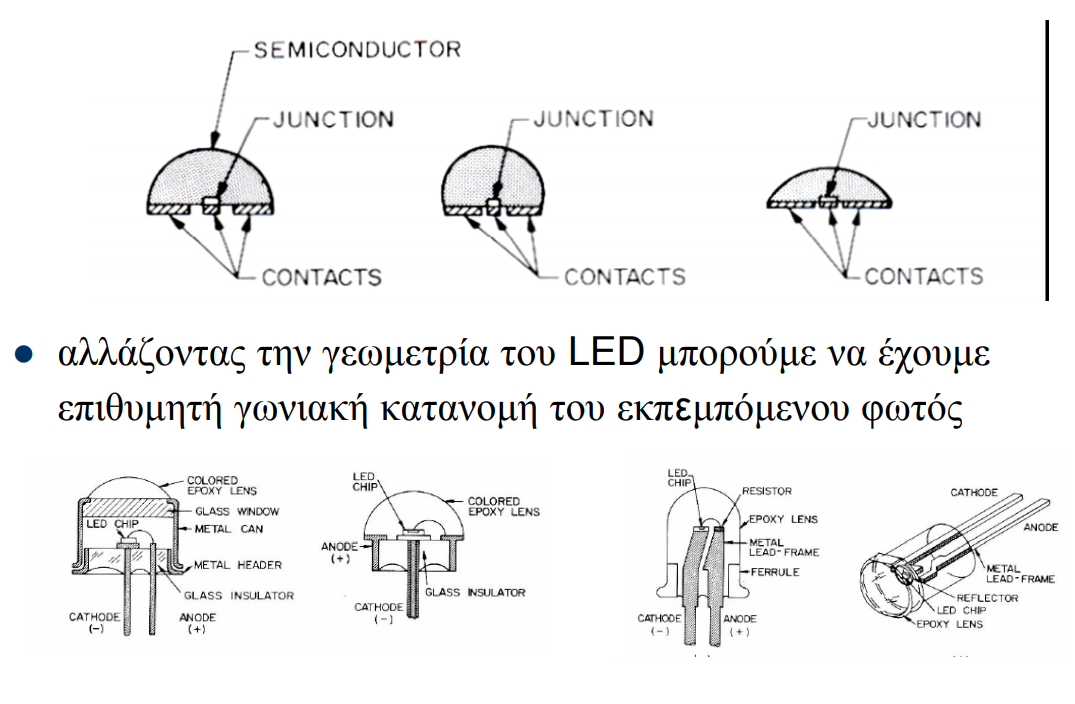 SEMICONDUCTOR
JUNCTION
JUNCTION
JUNCTION
CONTACTS
CONTACTS
CONTACTS
● αλλάζοντας την γεωμετρία του LED μπορούμε να έχουμε
επιθυμητή γωνιακή κατανομή του εκπεμπόμενου φωτός
COLORED
EPOXY LENS
GLASS WINDOW
LED CHIP
METAL CAN
METAL HEADER
GLASS INSULATOR
CATHODE
(-)
ANODE
(+)
LED
CHIP
COLORED
EPOXY LENS
ANODE
(+)
GLASS INSULATOR
CATHODE
(-)
LED
CHIP
RESISTOR
EPOXY LENS
METAL
LEAD-FRAME
FERRULE
CATHODE
(-)
ANODE
(+)
CATHODE
ANODE
METAL
LEAD-FRAME
REFLECTOR
LED CHIP
EPOXY LENS